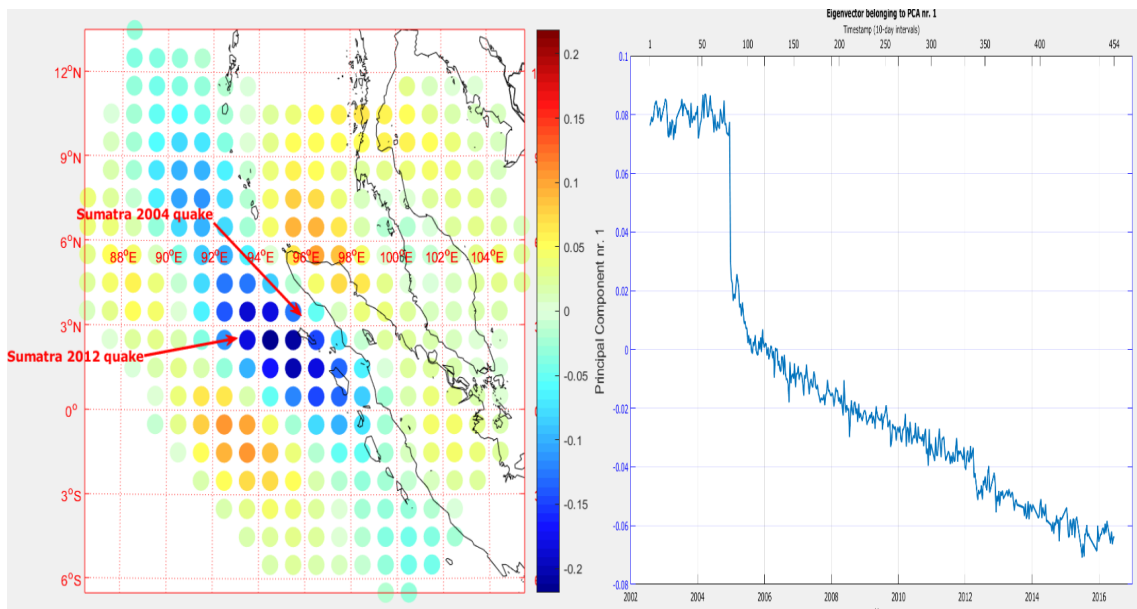 Eigenvector belonging to PCA nr. 1
Timestamp (10-day intervals)
1 50 100 150 200 250 300 350 400 454
12°N
9°N
6°N
3°N
0°
3°S
6°S
88°E 90°E 92°E 94°E 96°E 98°E 100°E 102°E 104°E
Sumatra 2004 quake
Sumatra 2012 quake
0.2
0.15
0.1
0.05
0
-0.05
-0.1
-0.15
-0.2
Principal Component nr. 1
0.1
0.08
0.06
0.04
0.02
0
-0.02
-0.04
-0.06
-0.08
2002 2004 2006 2008 2010 2012 2014 2016